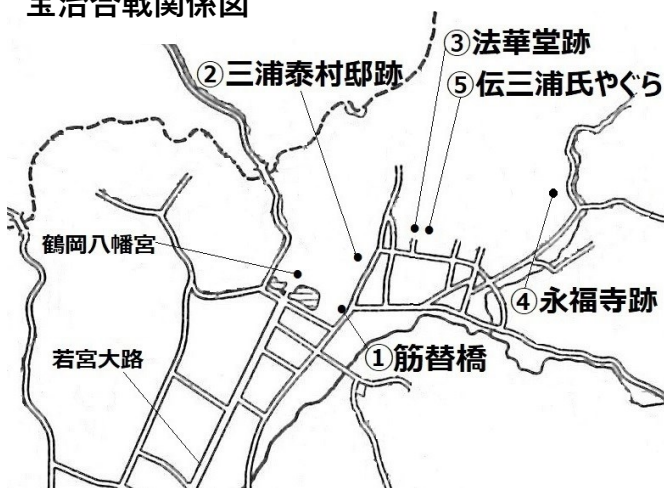 宝治合戦関係図
③法華堂跡
②三浦泰村邸跡
⑤伝三浦氏やぐら
鶴岡八幡宮
④永福寺跡
若宮大路
①筋替橋